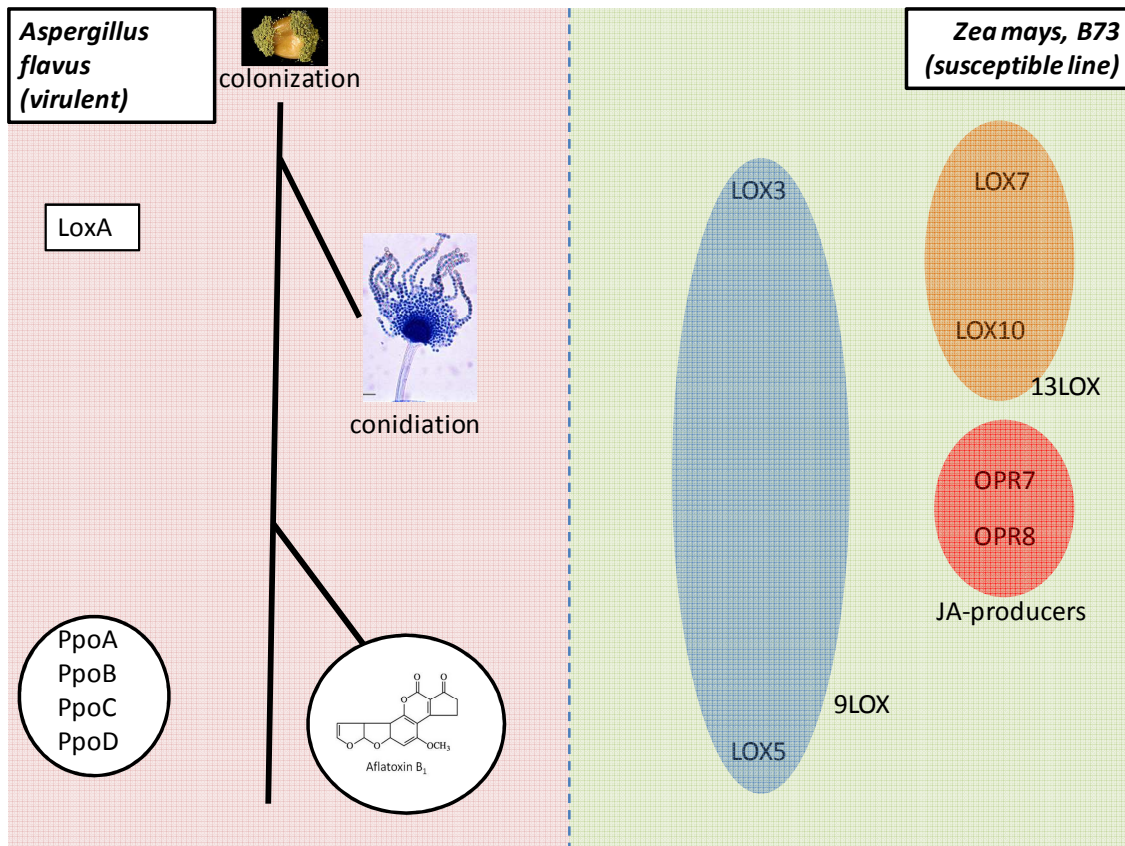 Aspergillus
flavus
(virulent)
colonization
LoxA
conidiation
PpoA
PpoB
PpoC
PpoD
O
O
O
O
O
OCH3
Aflatoxin B1
Zea mays, B73
(susceptible line)
LOX3
LOX7
LOX10
13LOX
OPR7
OPR8
JA-producers
9LOX
LOX5